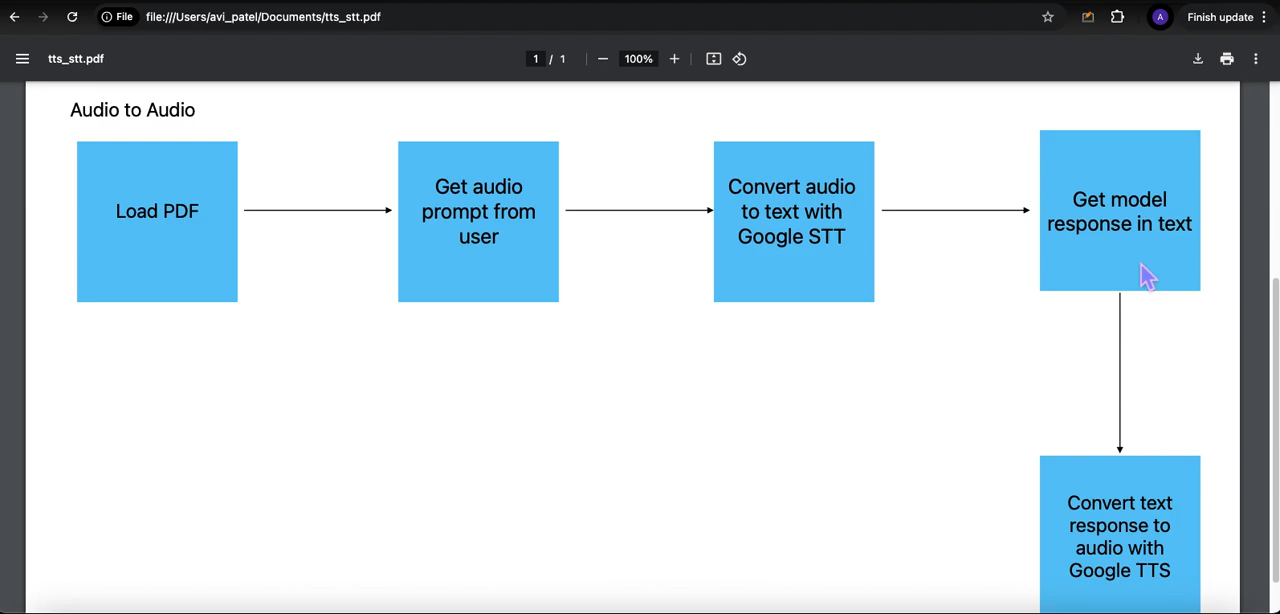 File
file:///Users/avi_patel/Documents/tts_stt.pdf
A
Finish update
tts_stt.pdf
1 / 1
100%
Audio to Audio
Load PDF
Get audio
prompt from
user
Convert audio
to text with
Google STT
Get model
response in text
Convert text
response to
audio with
Google TTS